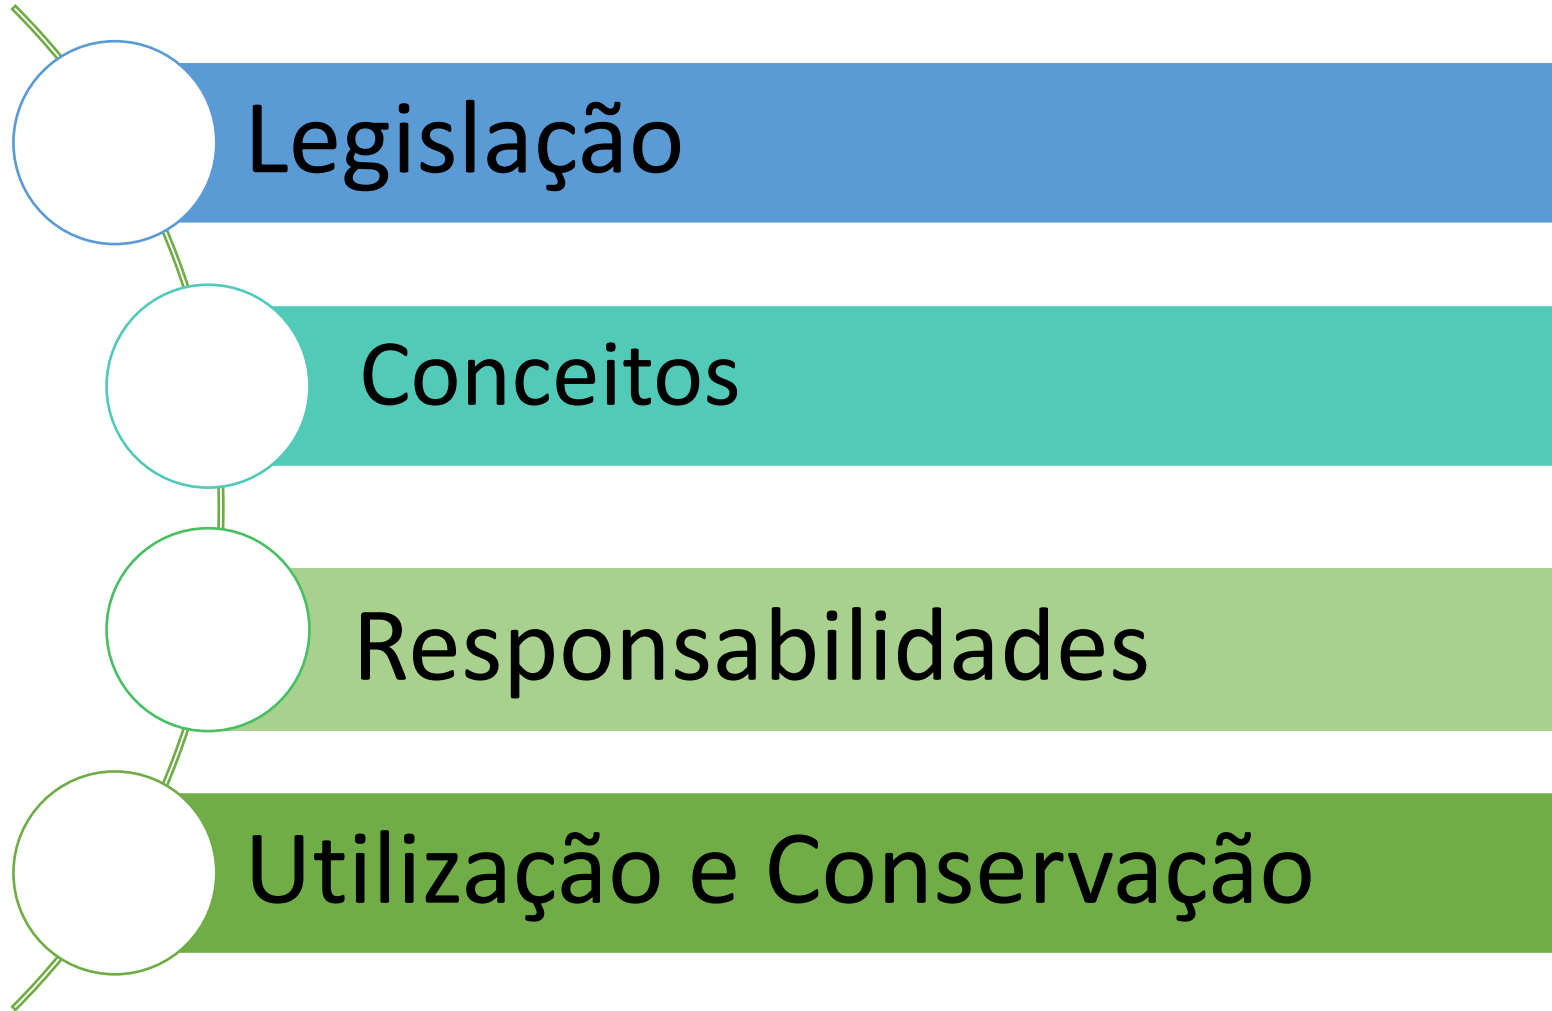 Legislação
Conceitos
Responsabilidades
Utilização e Conservação